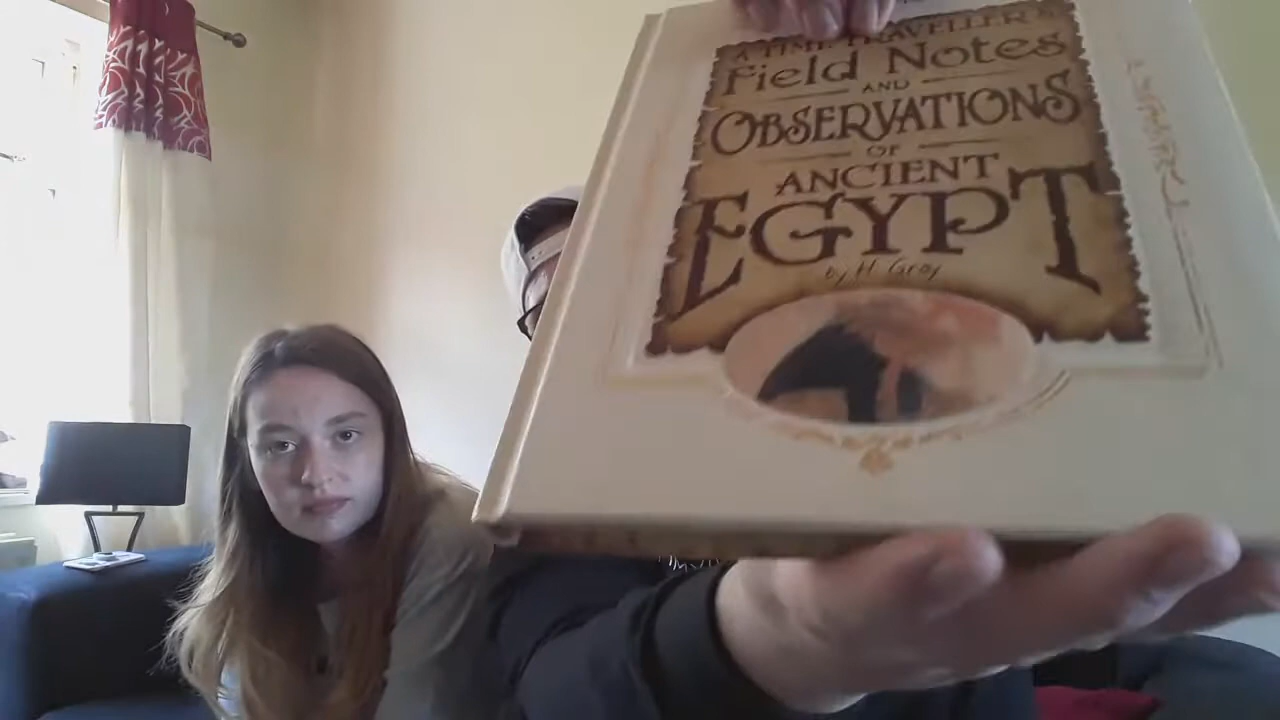 A TIME TRAVELLER'S
Field Notes
AND
OBSERVATIONS
OF
ANCIENT
EGYPT
by H. Gray